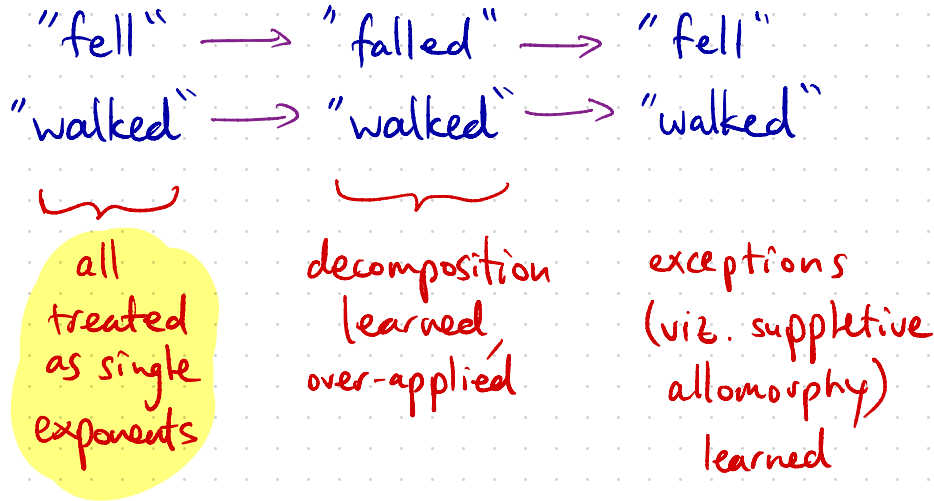 "fell" → "falled" → "fell"
"walked" → "walked" → "walked"
all
treated
as single
exponents
decomposition
learned,
over-applied
exceptions
(viz. suppletive
allomorphy)
learned